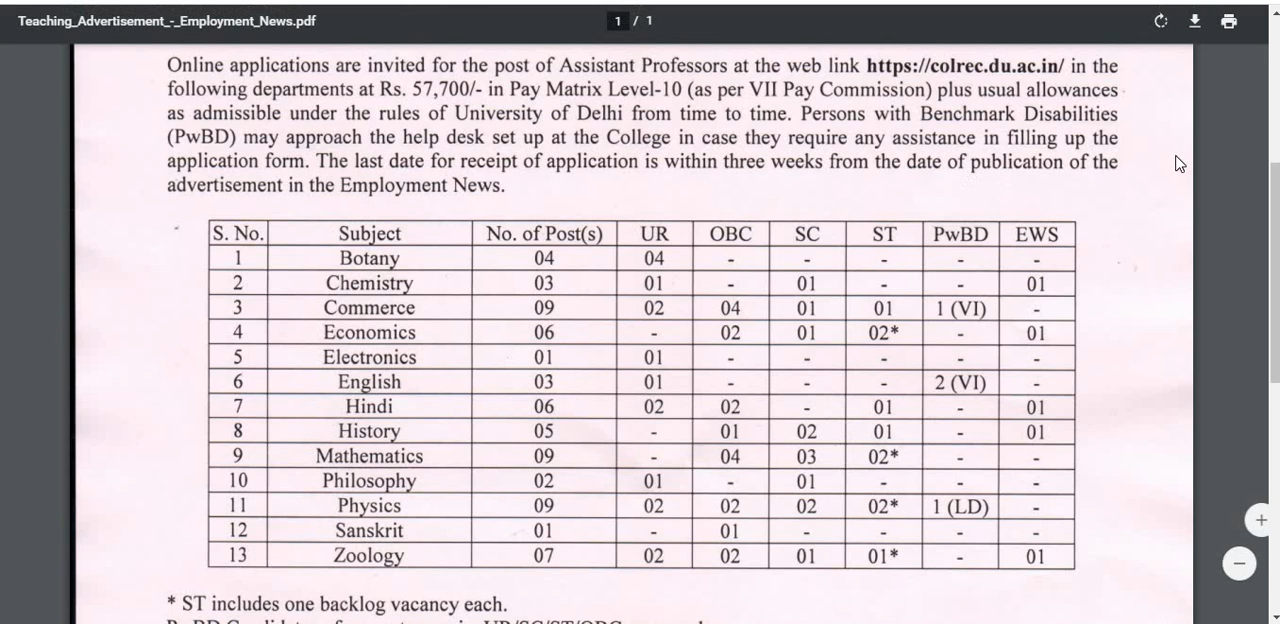 Teaching_Advertisement_-_Employment_News.pdf 1 / 1
Online applications are invited for the post of Assistant Professors at the web link https://colrec.du.ac.in/ in the
following departments at Rs. 57,700/- in Pay Matrix Level-10 (as per VII Pay Commission) plus usual allowances
as admissible under the rules of University of Delhi from time to time. Persons with Benchmark Disabilities
(PwBD) may approach the help desk set up at the College in case they require any assistance in filling up the
application form. The last date for receipt of application is within three weeks from the date of publication of the
advertisement in the Employment News.
S. No. Subject No. of Post(s) UR OBC SC ST PwBD EWS
1 Botany 04 04 - - - - -
2 Chemistry 03 01 - 01 - - 01
3 Commerce 09 02 04 01 01 1 (VI) -
4 Economics 06 - 02 01 02* - 01
5 Electronics 01 01 - - - - -
6 English 03 01 - - - 2 (VI) -
7 Hindi 06 02 02 - 01 - 01
8 History 05 - 01 02 01 - 01
9 Mathematics 09 - 04 03 02* - -
10 Philosophy 02 01 - 01 - - -
11 Physics 09 02 02 02 02* 1 (LD) -
12 Sanskrit 01 - 01 - - - -
13 Zoology 07 02 02 01 01* - 01
* ST includes one backlog vacancy each.